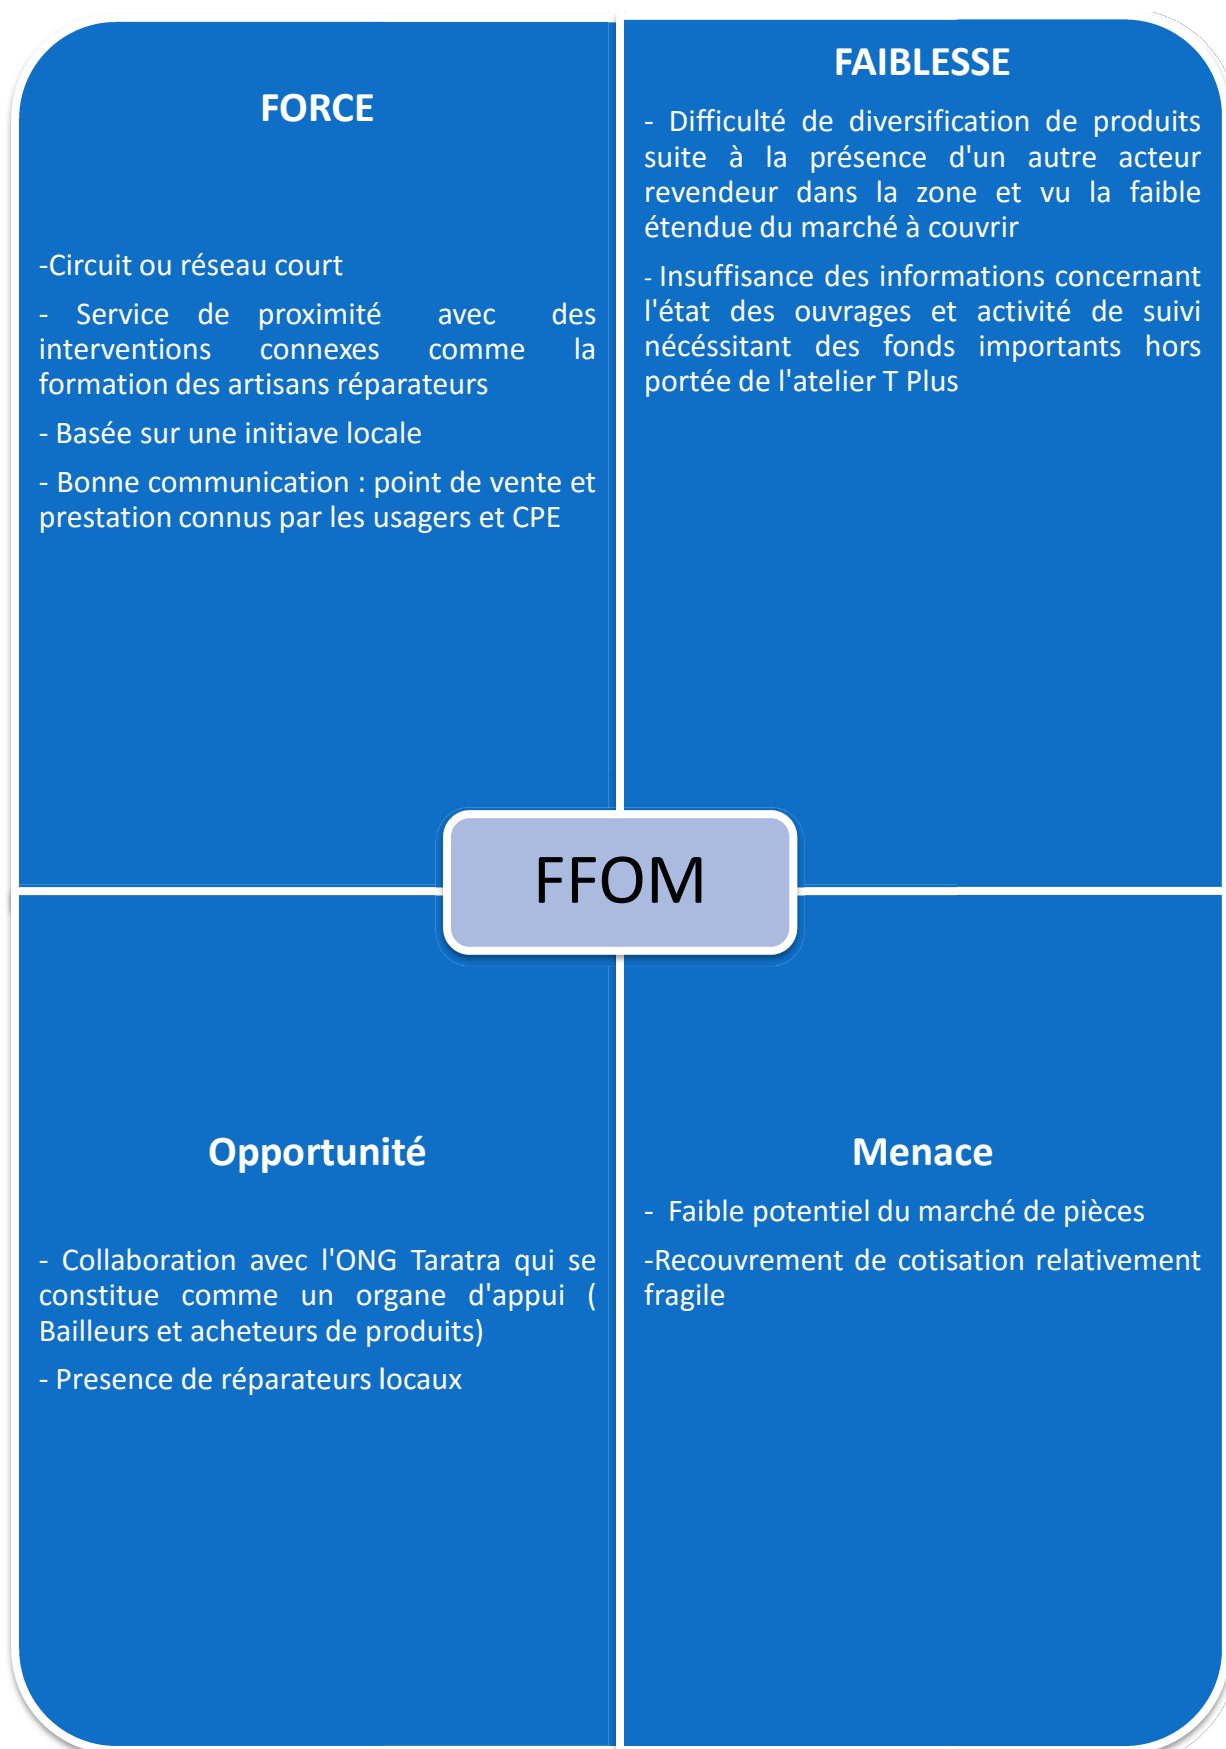 FORCE
-Circuit ou réseau court
- Service de proximité avec des
interventions connexes comme la
formation des artisans réparateurs
- Basée sur une initiave locale
- Bonne communication : point de vente et
prestation connus par les usagers et CPE
FAIBLESSE
- Difficulté de diversification de produits
suite à la présence d'un autre acteur
revendeur dans la zone et vu la faible
étendue du marché à couvrir
- Insuffisance des informations concernant
l'état des ouvrages et activité de suivi
nécéssitant des fonds importants hors
portée de l'atelier T Plus
FFOM
Opportunité
- Collaboration avec l'ONG Taratra qui se
constitue comme un organe d'appui (
Bailleurs et acheteurs de produits)
- Presence de réparateurs locaux
Menace
- Faible potentiel du marché de pièces
-Recouvrement de cotisation relativement
fragile